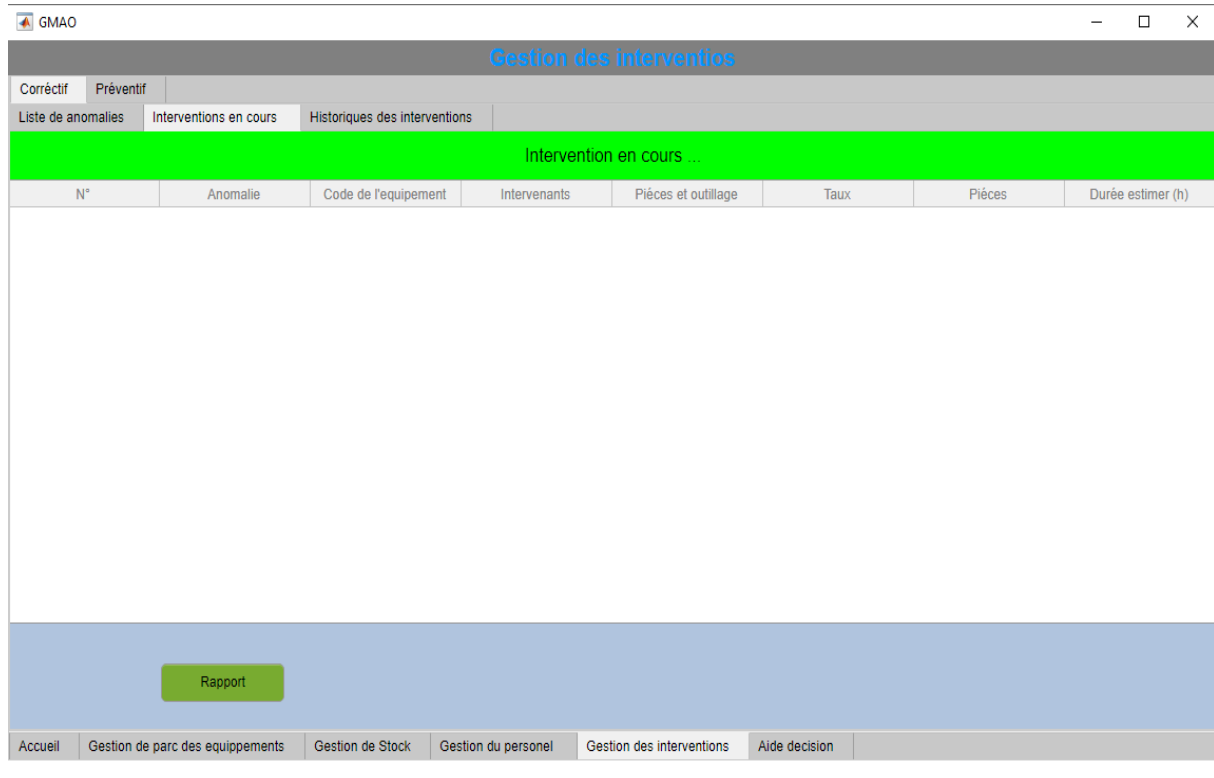 GMAO
Gestion des interventios
Corréctif Préventif
Liste de anomalies Interventions en cours Historiques des interventions
Intervention en cours ...
N° Anomalie Code de l'equipement Intervenants Piéces et outillage Taux Piéces Durée estimer (h)
Rapport
Accueil Gestion de parc des equippements Gestion de Stock Gestion du personel Gestion des interventions Aide decision